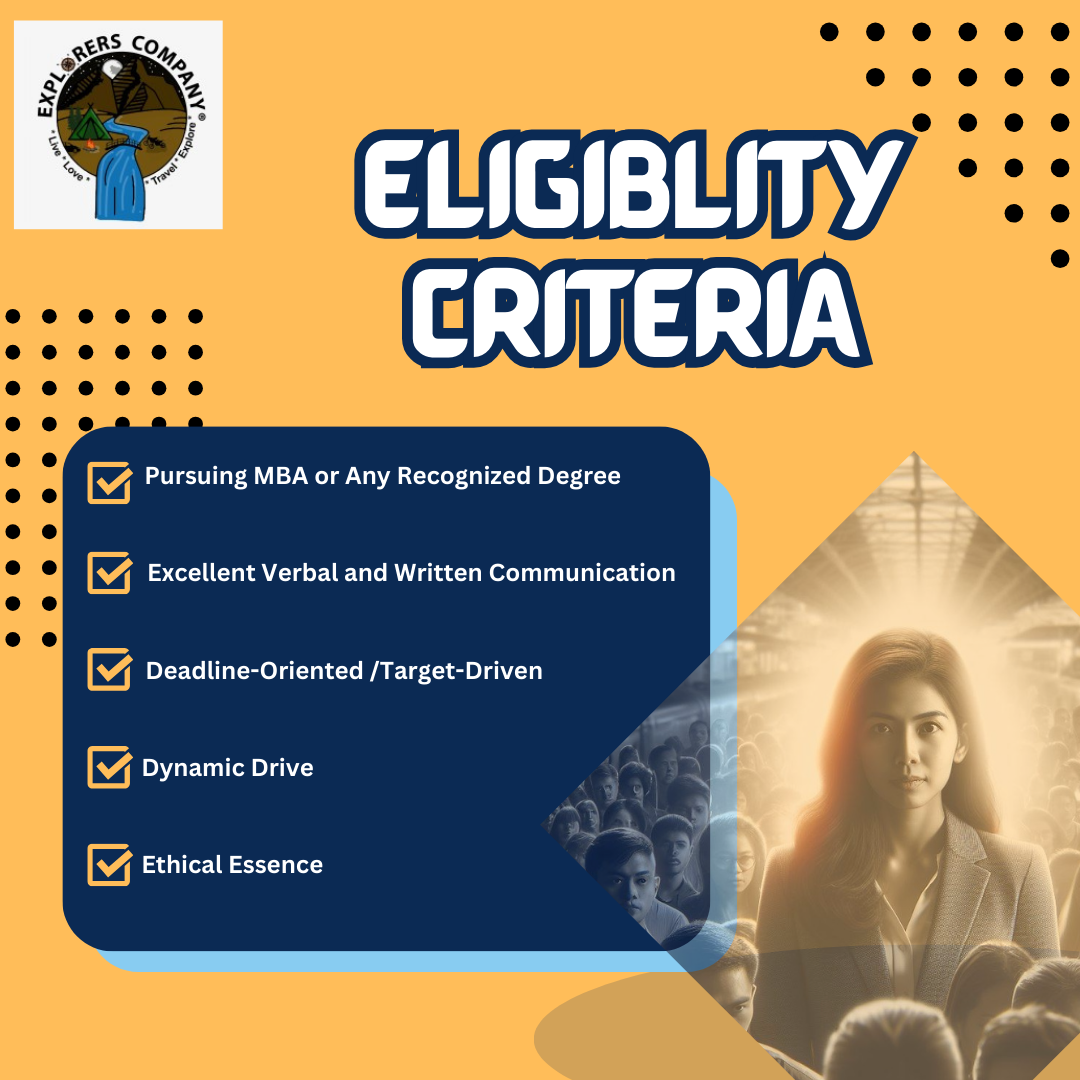 EXPLORERS COMPANY®
* Live * Love * Travel * Explore *
ELIGIBLITY
CRITERIA
Pursuing MBA or Any Recognized Degree
Excellent Verbal and Written Communication
Deadline-Oriented /Target-Driven
Dynamic Drive
Ethical Essence